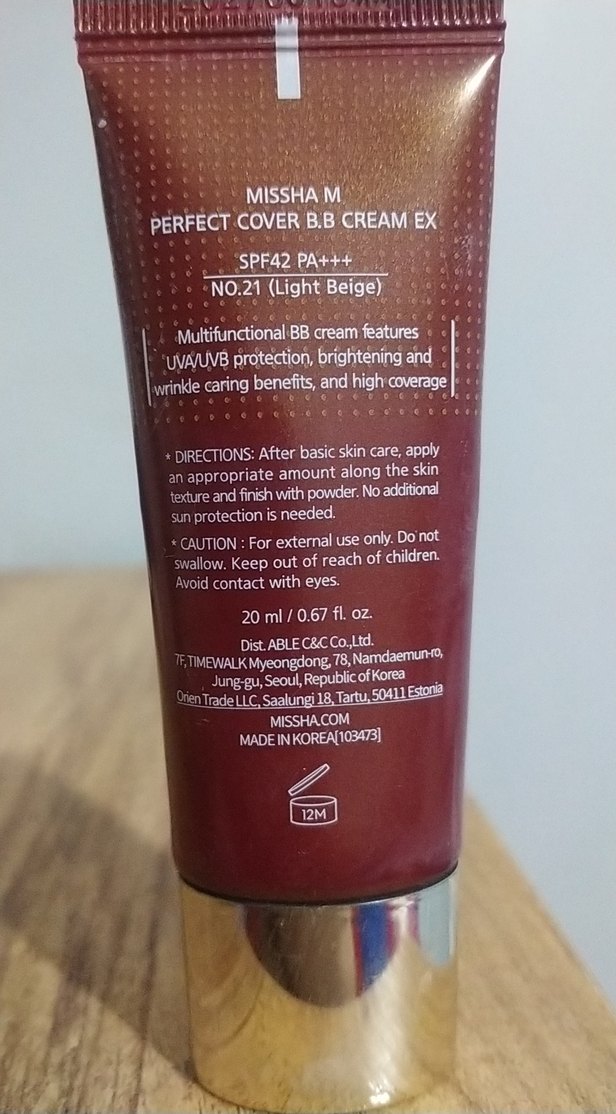 MISSHA M
PERFECT COVER B.B CREAM EX
SPF42 PA+++
NO.21 (Light Beige)
Multifunctional BB cream features
UVA/UVB protection, brightening and
wrinkle caring benefits, and high coverage
* DIRECTIONS: After basic skin care, apply
an appropriate amount along the skin
texture and finish with powder. No additional
sun protection is needed.
* CAUTION : For external use only. Do not
swallow. Keep out of reach of children.
Avoid contact with eyes.
20 ml / 0.67 fl. oz.
Dist. ABLE C&C Co.,Ltd.
7F, TIMEWALK Myeongdong, 78, Namdaemun-ro,
Jung-gu, Seoul, Republic of Korea
Orien Trade LLC, Saalungi 18, Tartu, 50411 Estonia
MISSHA.COM
MADE IN KOREA[103473]
12M